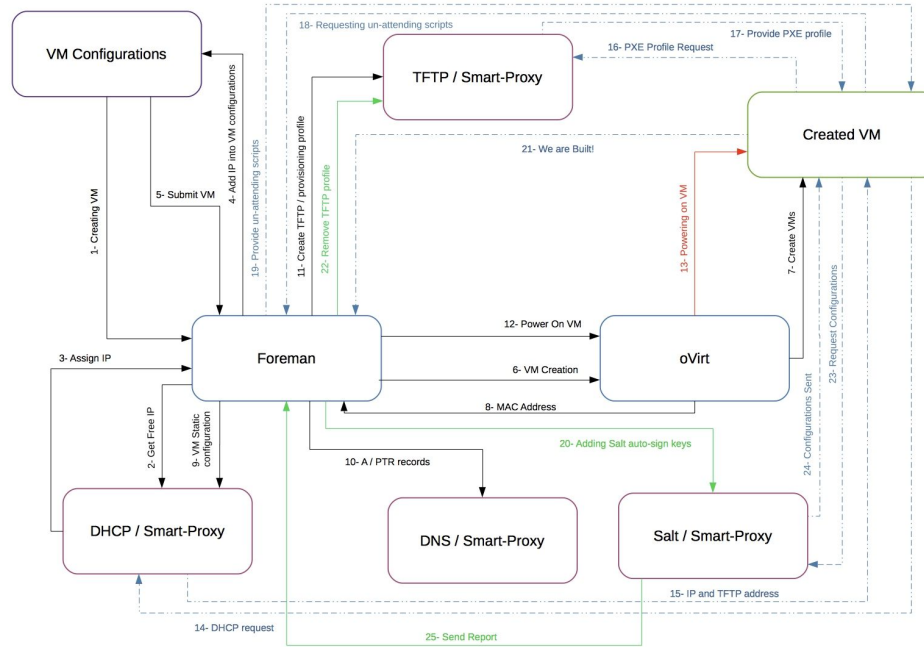 18- Requesting un-attending scripts
17- Provide PXE profile
16- PXE Profile Request
VM Configurations
TFTP / Smart-Proxy
Created VM
1- Creating VM
5- Submit VM
4- Add IP into VM configurations
19- Provide un-attending scripts
11- Create TFTP / provisioning profile
22- Remove TFTP profile
21- We are Built!
13- Powering on VM
7- Create VMs
12- Power On VM
Foreman
oVirt
3- Assign IP
6- VM Creation
8- MAC Address
23- Request Configurations
24- Configurations Sent
2- Get Free IP
9- VM Static
configuration
20- Adding Salt auto-sign keys
10- A / PTR records
DHCP / Smart-Proxy
DNS / Smart-Proxy
Salt / Smart-Proxy
15- IP and TFTP address
14- DHCP request
25- Send Report